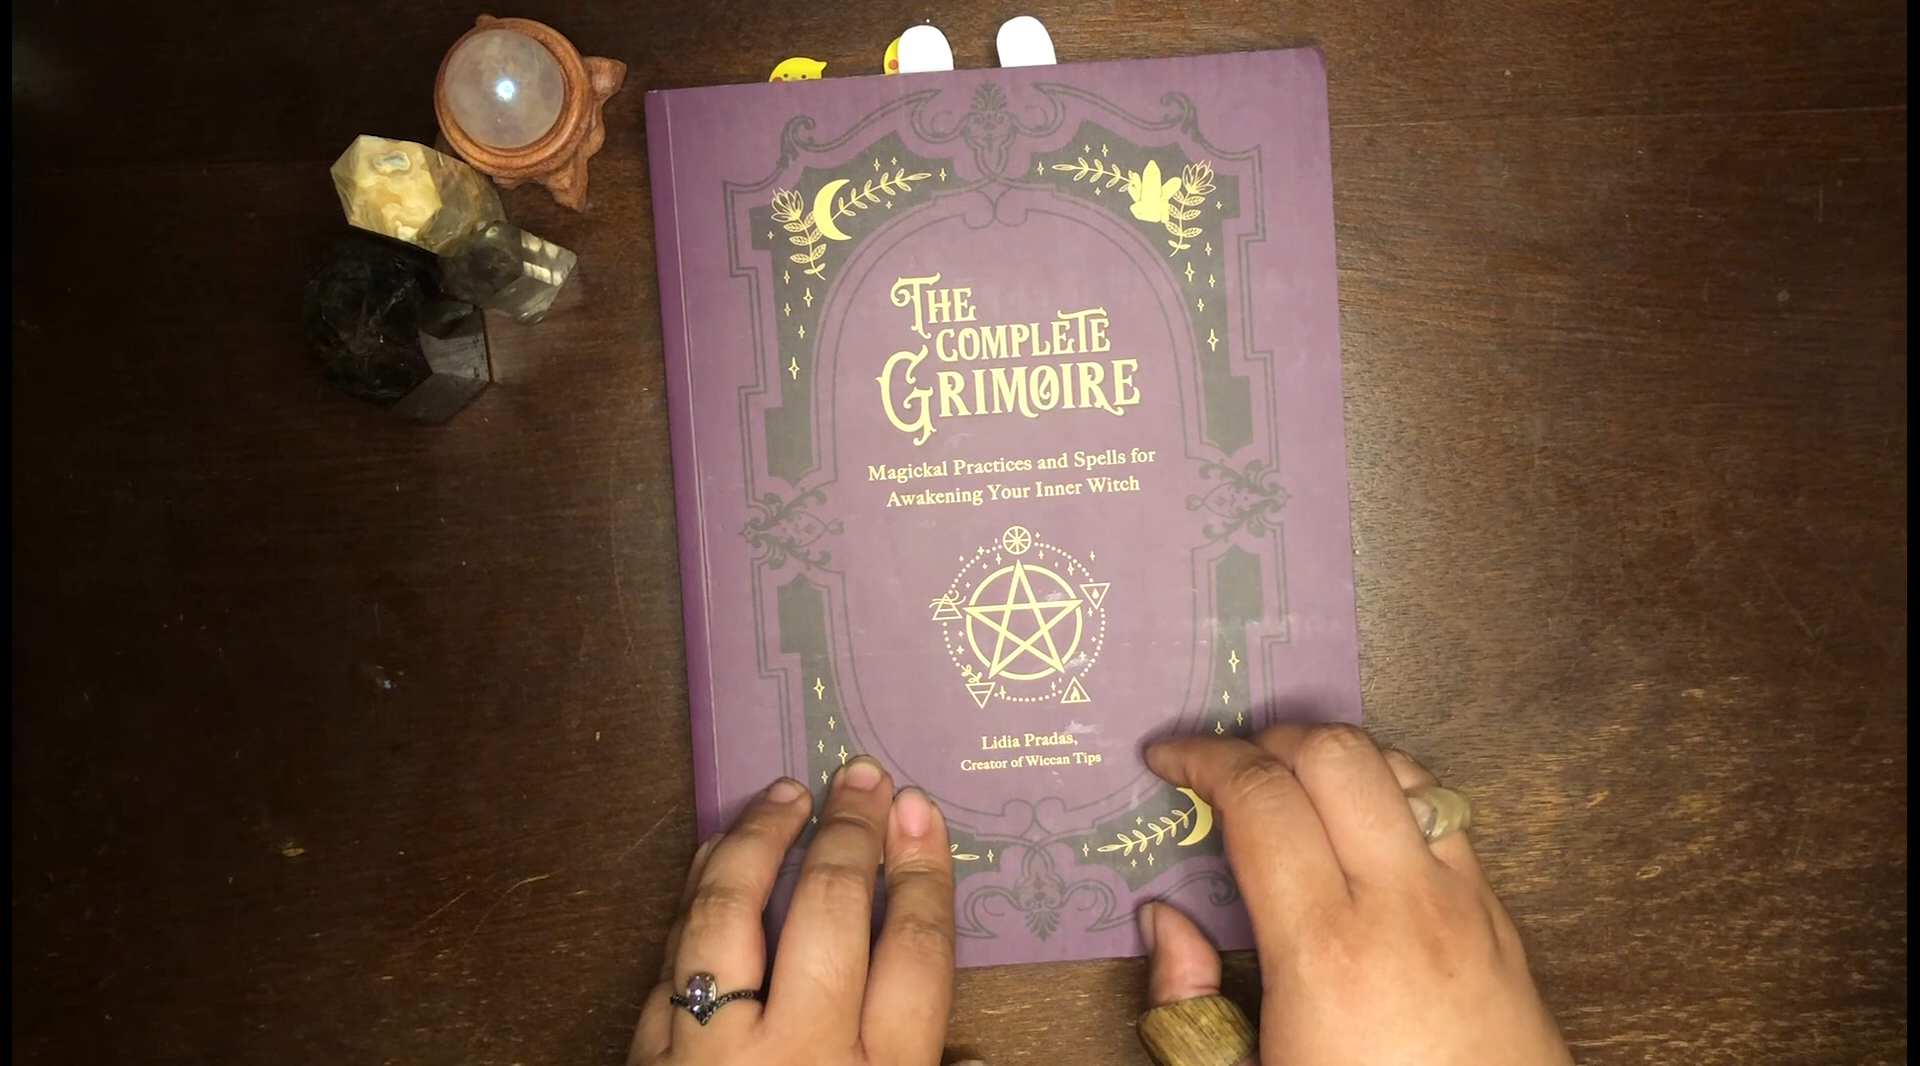 The
Complete
Grimoire
Magickal Practices and Spells for
Awakening Your Inner Witch
Lidia Pradas,
Creator of Wiccan Tips